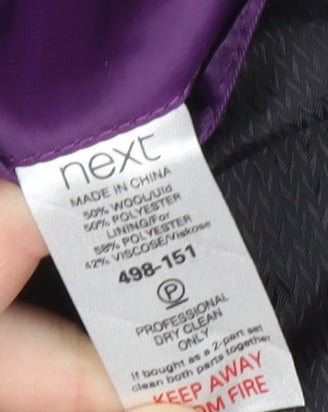 next
MADE IN CHINA
50% WOOL/Uld
50% POLYESTER
LINING/For
58% POLYESTER
42% VISCOSE/Viskose
498-151
P
PROFESSIONAL
DRY CLEAN
ONLY
If bought as a 2-part set
clean both parts together
KEEP AWAY
FIRE